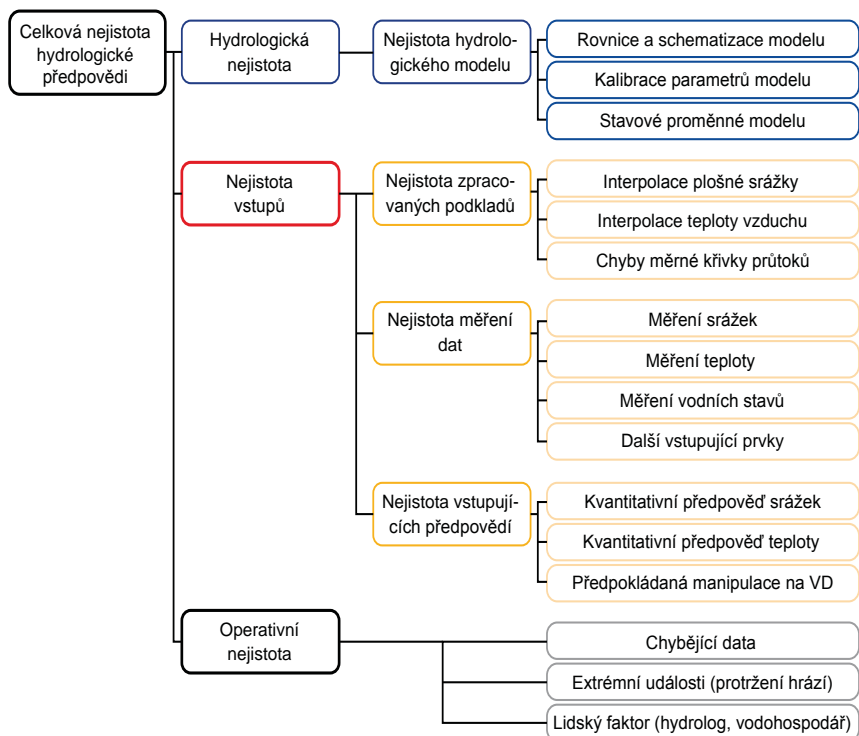 Celková nejistota
hydrologické
předpovědi
Hydrologická
nejistota
Nejistota hydrolo-
gického modelu
Rovnice a schematizace modelu
Kalibrace parametrů modelu
Stavové proměnné modelu
Nejistota
vstupů
Nejistota zpraco-
vaných podkladů
Interpolace plošné srážky
Interpolace teploty vzduchu
Chyby měrné křivky průtoků
Nejistota měření
dat
Měření srážek
Měření teploty
Měření vodních stavů
Další vstupující prvky
Nejistota vstupují-
cích předpovědí
Kvantitativní předpověď srážek
Kvantitativní předpověď teploty
Předpokládaná manipulace na VD
Operativní
nejistota
Chybějící data
Extrémní události (protržení hrází)
Lidský faktor (hydrolog, vodohospodář)